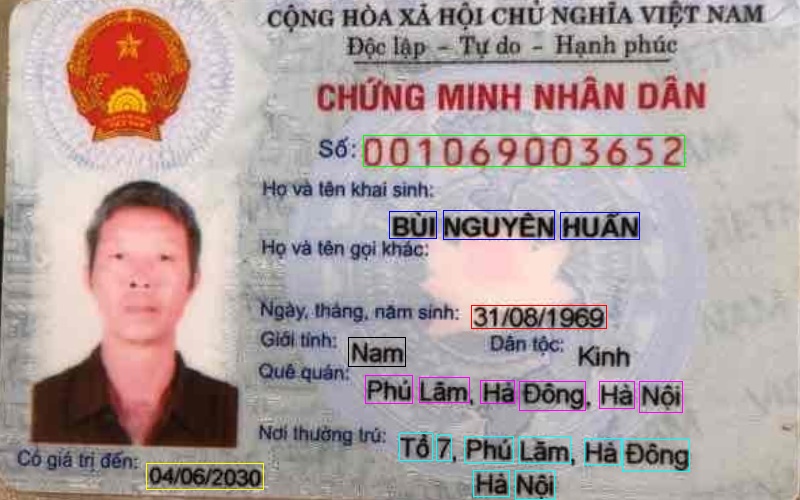 CỘNG HÒA XÃ HỘI CHỦ NGHĨA VIỆT NAM
Độc lập - Tự do - Hạnh phúc
CHỨNG MINH NHÂN DÂN
Số: 001069003652
Họ và tên khai sinh:
BÙI NGUYÊN HUẤN
Họ và tên gọi khác:
Ngày, tháng, năm sinh: 31/08/1969
Giới tính: Nam Dân tộc: Kinh
Quê quán: Phú Lãm, Hà Đông, Hà Nội
Nơi thường trú: Tổ 7, Phú Lãm, Hà Đông
Hà Nội
Có giá trị đến: 04/06/2030